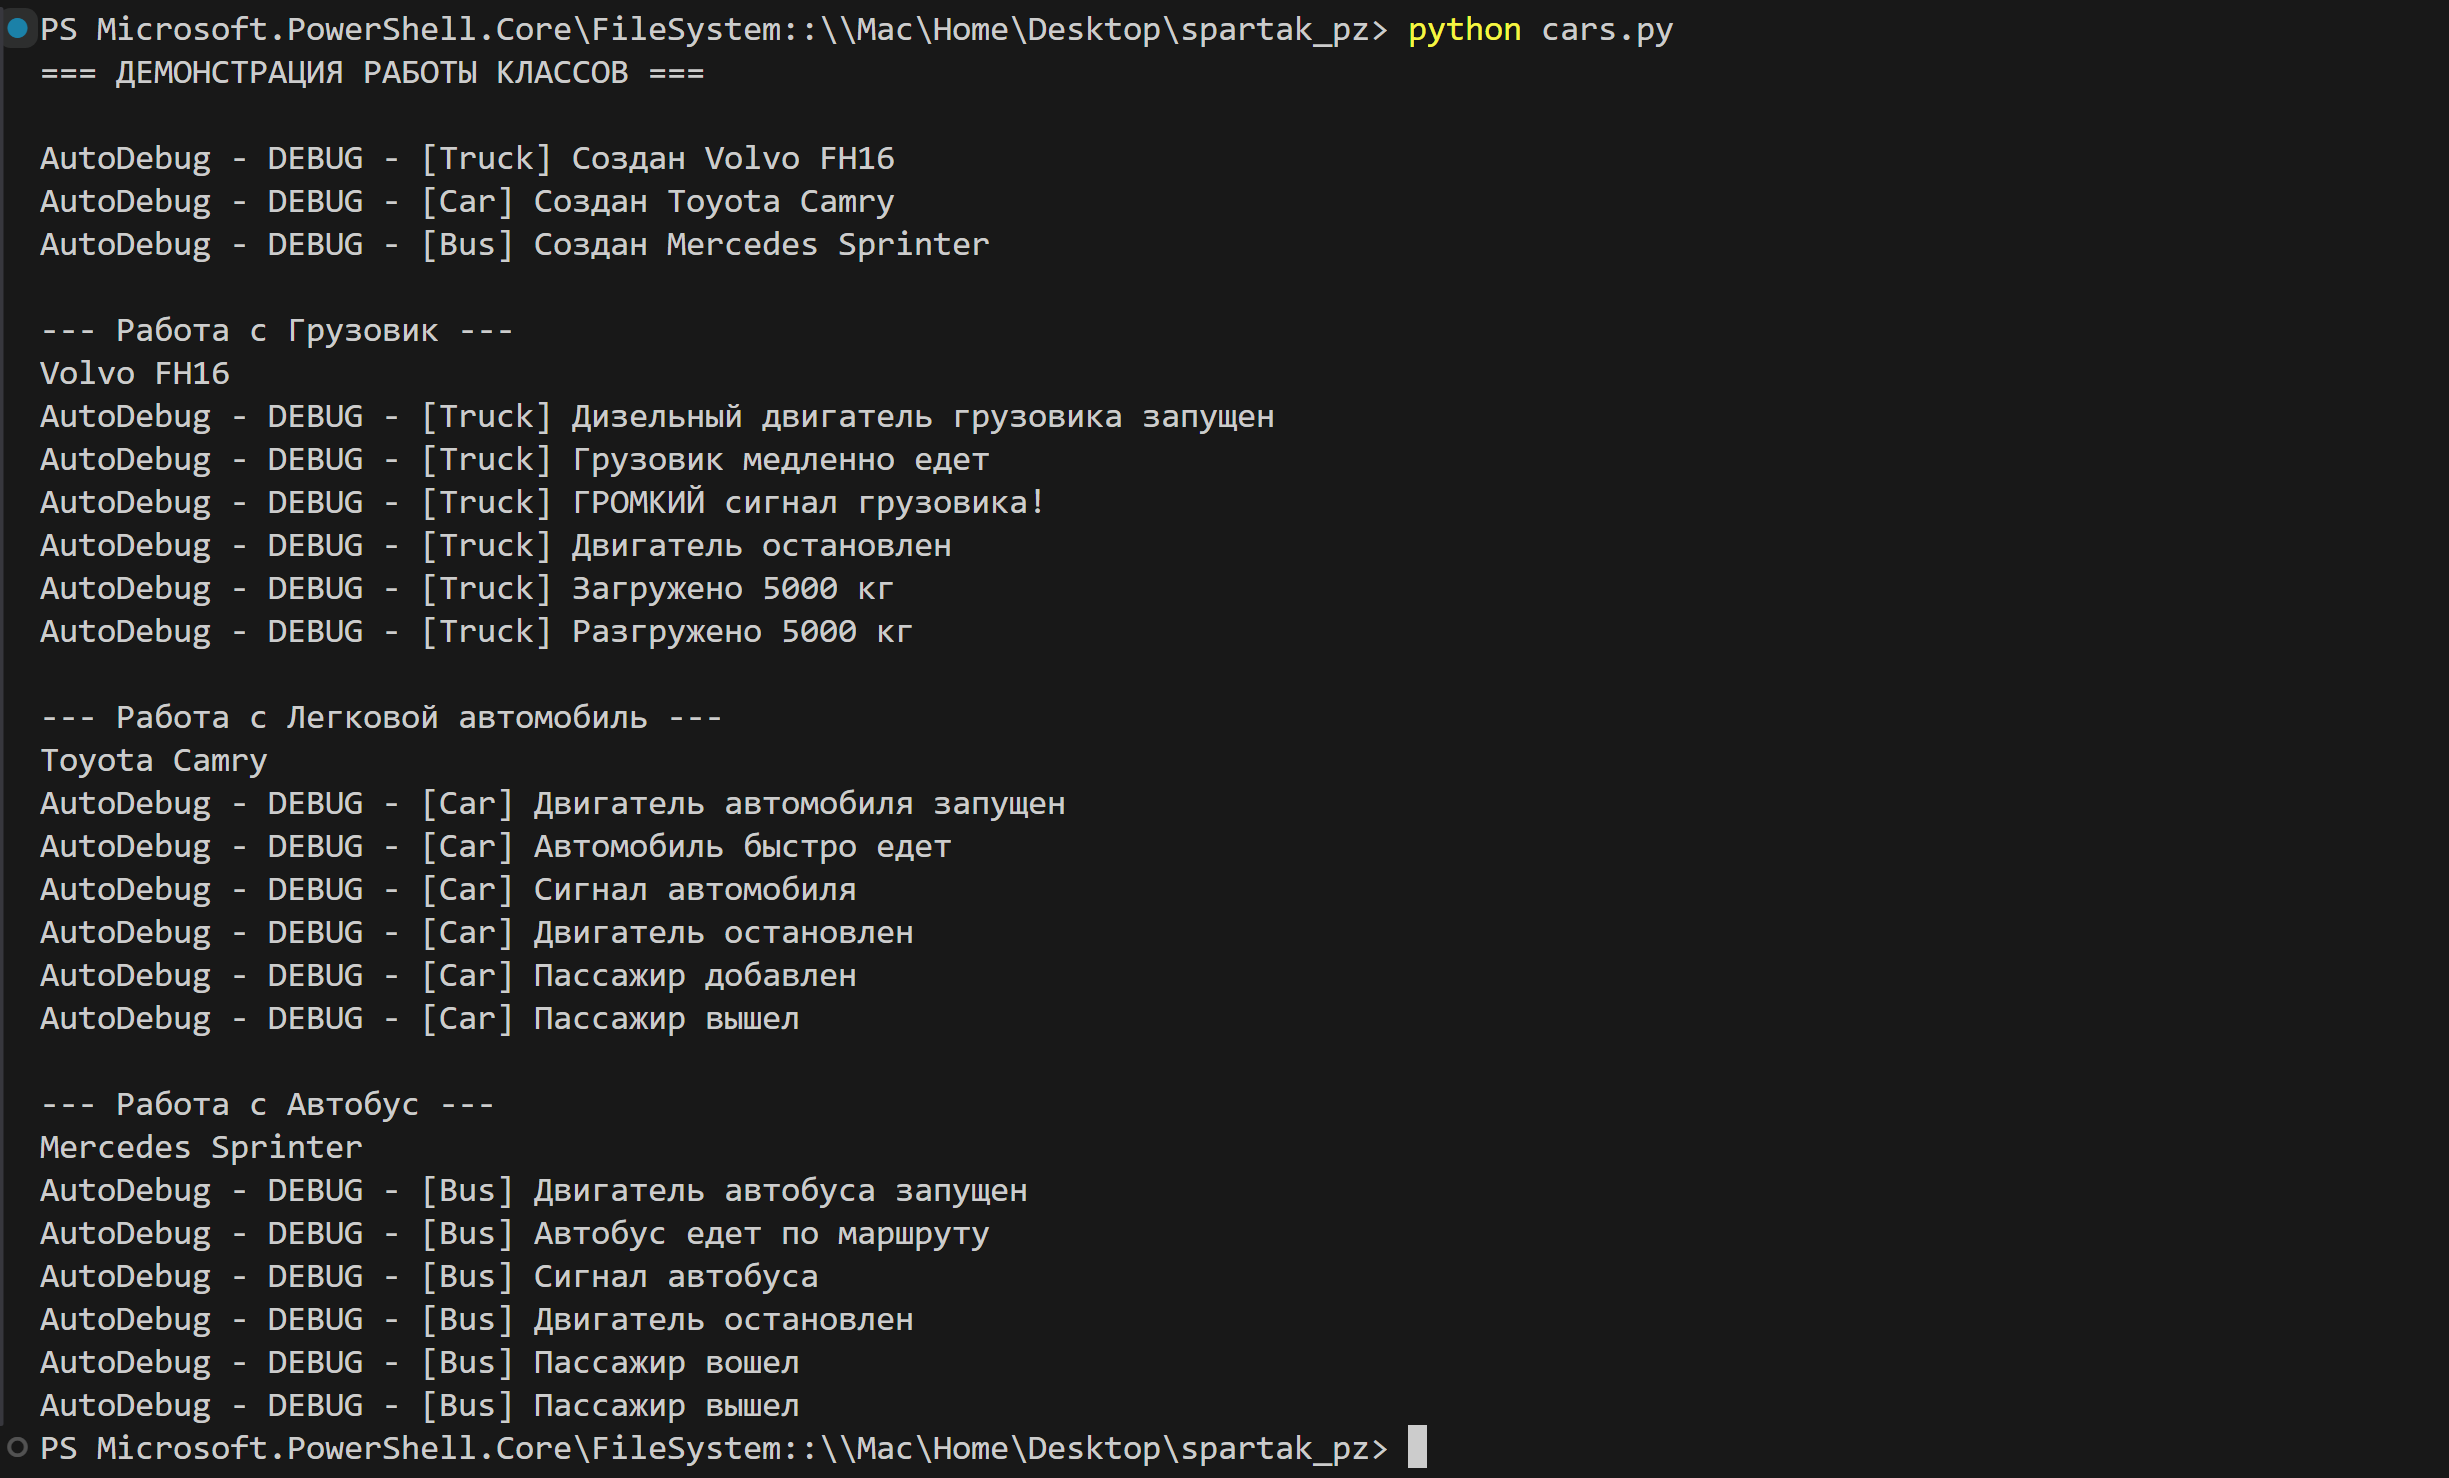 PS Microsoft.PowerShell.Core\FileSystem::\\Mac\Home\Desktop\spartak_pz> python cars.py
=== ДЕМОНСТРАЦИЯ РАБОТЫ КЛАССОВ ===
AutoDebug - DEBUG - [Truck] Создан Volvo FH16
AutoDebug - DEBUG - [Car] Создан Toyota Camry
AutoDebug - DEBUG - [Bus] Создан Mercedes Sprinter
--- Работа с Грузовик ---
Volvo FH16
AutoDebug - DEBUG - [Truck] Дизельный двигатель грузовика запущен
AutoDebug - DEBUG - [Truck] Грузовик медленно едет
AutoDebug - DEBUG - [Truck] ГРОМКИЙ сигнал грузовика!
AutoDebug - DEBUG - [Truck] Двигатель остановлен
AutoDebug - DEBUG - [Truck] Загружено 5000 кг
AutoDebug - DEBUG - [Truck] Разгружено 5000 кг
--- Работа с Легковой автомобиль ---
Toyota Camry
AutoDebug - DEBUG - [Car] Двигатель автомобиля запущен
AutoDebug - DEBUG - [Car] Автомобиль быстро едет
AutoDebug - DEBUG - [Car] Сигнал автомобиля
AutoDebug - DEBUG - [Car] Двигатель остановлен
AutoDebug - DEBUG - [Car] Пассажир добавлен
AutoDebug - DEBUG - [Car] Пассажир вышел
--- Работа с Автобус ---
Mercedes Sprinter
AutoDebug - DEBUG - [Bus] Двигатель автобуса запущен
AutoDebug - DEBUG - [Bus] Автобус едет по маршруту
AutoDebug - DEBUG - [Bus] Сигнал автобуса
AutoDebug - DEBUG - [Bus] Двигатель остановлен
AutoDebug - DEBUG - [Bus] Пассажир вошел
AutoDebug - DEBUG - [Bus] Пассажир вышел
PS Microsoft.PowerShell.Core\FileSystem::\\Mac\Home\Desktop\spartak_pz>